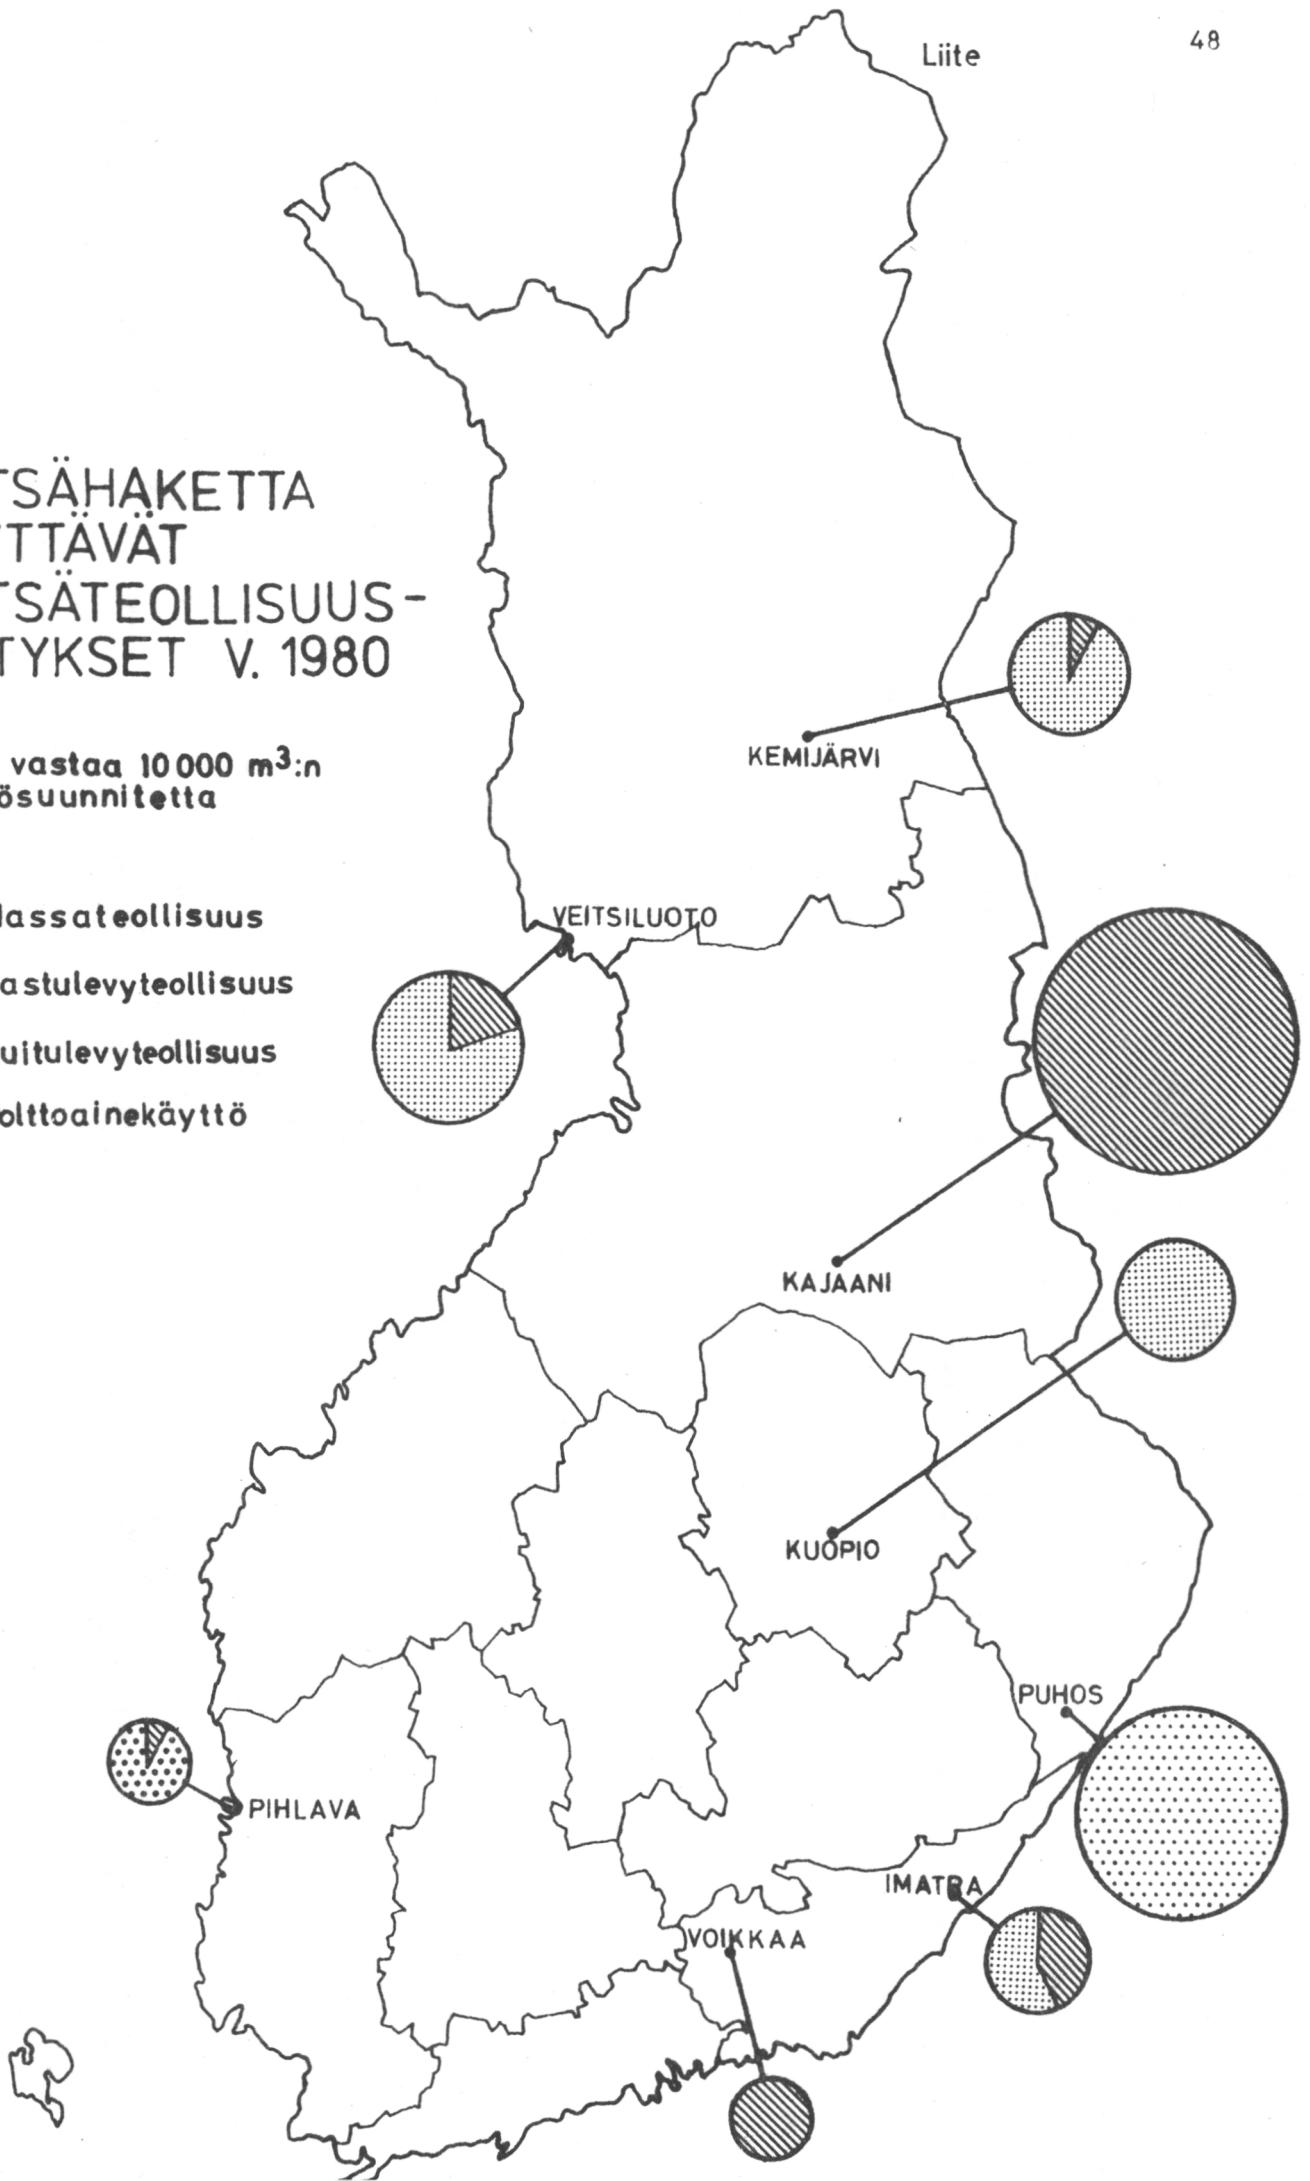 Liite
48
TSÄHAKETTA
TTÄVÄT
TSÄTEOLLISUUS-
TYKSET V. 1980
vastaa 10 000 m³:n
ösuunnitetta
lassateollisuus
astulevyteollisuus
uitulevyteollisuus
olttoainekäyttö
KEMIJÄRVI
VEITSILUOTO
KAJAANI
KUOPIO
PUHOS
PIHLAVA
IMATRA
VOIKKAA